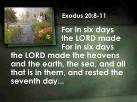 Exodus 20:8-11
For in six days
the LORD made
For in six days
the LORD made the heavens
and the earth, the sea, and all
that is in them, and rested the
seventh day...